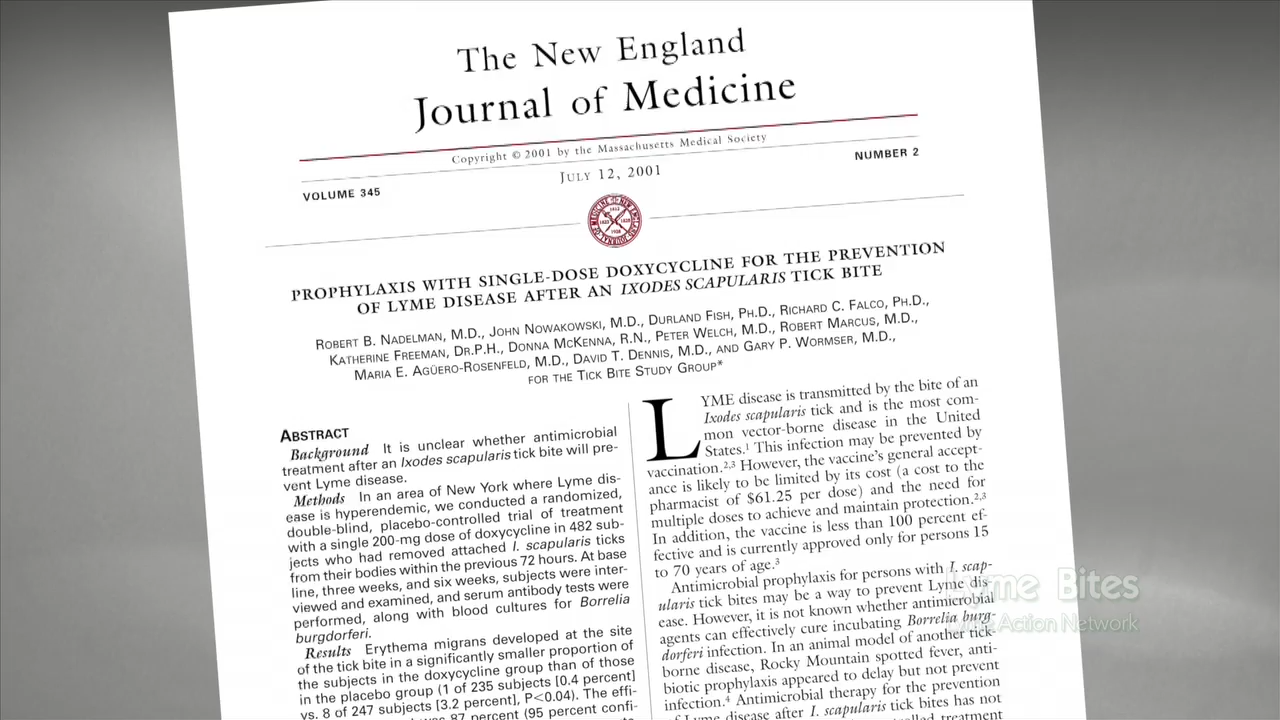 The New England
Journal of Medicine
Copyright © 2001 by the Massachusetts Medical Society
VOLUME 345
JULY 12, 2001
NUMBER 2
PROPHYLAXIS WITH SINGLE-DOSE DOXYCYCLINE FOR THE PREVENTION
OF LYME DISEASE AFTER AN IXODES SCAPULARIS TICK BITE
ROBERT B. NADELMAN, M.D., JOHN NOWAKOWSKI, M.D., DURLAND FISH, PH.D., RICHARD C. FALCO, PH.D.,
KATHERINE FREEMAN, DR.P.H., DONNA MCKENNA, R.N., PETER WELCH, M.D., ROBERT MARCUS, M.D.,
MARIA E. AGÜERO-ROSENFELD, M.D., DAVID T. DENNIS, M.D., AND GARY P. WORMSER, M.D.,
FOR THE TICK BITE STUDY GROUP*
ABSTRACT
Background It is unclear whether antimicrobial
treatment after an Ixodes scapularis tick bite will pre-
vent Lyme disease.
Methods In an area of New York where Lyme dis-
ease is hyperendemic, we conducted a randomized,
double-blind, placebo-controlled trial of treatment
with a single 200-mg dose of doxycycline in 482 sub-
jects who had removed attached I. scapularis ticks
from their bodies within the previous 72 hours. At base
line, three weeks, and six weeks, subjects were inter-
viewed and examined, and serum antibody tests were
performed, along with blood cultures for Borrelia
burgdorferi.
Results Erythema migrans developed at the site
of the tick bite in a significantly smaller proportion of
the subjects in the doxycycline group than of those
in the placebo group (1 of 235 subjects [0.4 percent]
vs. 8 of 247 subjects [3.2 percent], P<0.04). The effi-
87 percent (95 percent confi-
LYME disease is transmitted by the bite of an
Ixodes scapularis tick and is the most com-
mon vector-borne disease in the United
States.1 This infection may be prevented by
vaccination.2,3 However, the vaccine's general accept-
ance is likely to be limited by its cost (a cost to the
pharmacist of $61.25 per dose) and the need for
multiple doses to achieve and maintain protection.2,3
In addition, the vaccine is less than 100 percent ef-
fective and is currently approved only for persons 15
to 70 years of age.3
Antimicrobial prophylaxis for persons with I. scap-
ularis tick bites may be a way to prevent Lyme dis-
ease. However, it is not known whether antimicrobial
agents can effectively cure incubating Borrelia burg-
dorferi infection. In an animal model of another tick-
borne disease, Rocky Mountain spotted fever, anti-
biotic prophylaxis appeared to delay but not prevent
infection.4 Antimicrobial therapy for the prevention
of Lyme disease after I. scapularis tick bites has not
treatment
Lyme Bites
Action Network